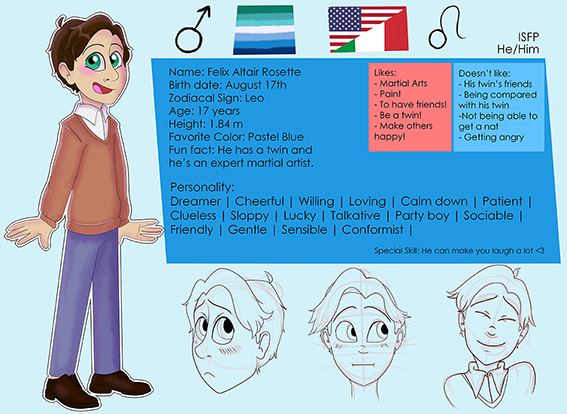 ISFP
He/Him
Name: Felix Altair Rosette
Birth date: August 17th
Zodiacal Sign: Leo
Age: 17 years
Height: 1.84 m
Favorite Color: Pastel Blue
Fun fact: He has a twin and
he's an expert martial artist.
Likes:
- Martial Arts
- Paint
- To have friends!
- Be a twin!
- Make others
happy!
Doesn't like:
- His twin's friends
- Being compared
with his twin
-Not being able to
get a nat
- Getting angry
Personality:
Dreamer | Cheerful | Willing | Loving | Calm down | Patient |
Clueless | Sloppy | Lucky | Talkative | Party boy | Sociable |
Friendly | Gentle | Sensible | Conformist |
Special Skill: He can make you laugh a lot <3